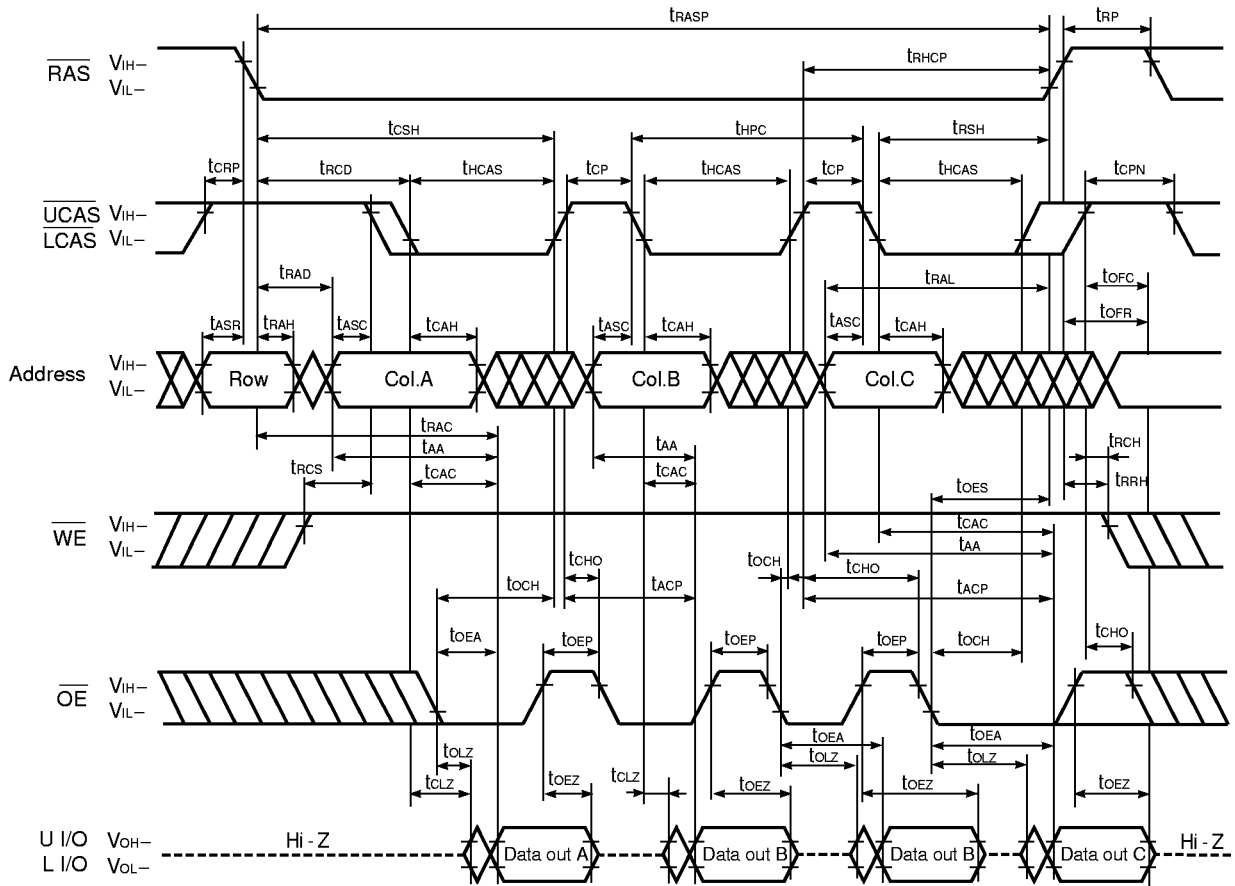 tRASP
tRP
RAS
VIH–
VIL–
tRHCP
tCSH
tHPC
tRSH
tCRP
tRCD
tHCAS
tCP
tHCAS
tCP
tHCAS
tCPN
UCAS
LCAS
VIH–
VIL–
tRAD
tRAL
tOFC
tASR
tRAH
tASC
tCAH
tASC
tCAH
tASC
tCAH
tOFR
Address
VIH–
VIL–
Row
Col.A
Col.B
Col.C
tRAC
tAA
tAA
tRCH
tRCS
tCAC
tCAC
tOES
tRRH
WE
VIH–
VIL–
tCAC
tAA
tOCH
tCHO
tOCH
tCHO
tACP
tACP
tOEA
tOEP
tOEP
tOEP
tOCH
tCHO
OE
VIH–
VIL–
tOLZ
tOEA
tOEA
tCLZ
tOEZ
tCLZ
tOEZ
tOLZ
tOEZ
tOLZ
tOEZ
U I/O
L I/O
VOH–
VOL–
Hi - Z
Data out A
Data out B
Data out B
Data out C
Hi - Z